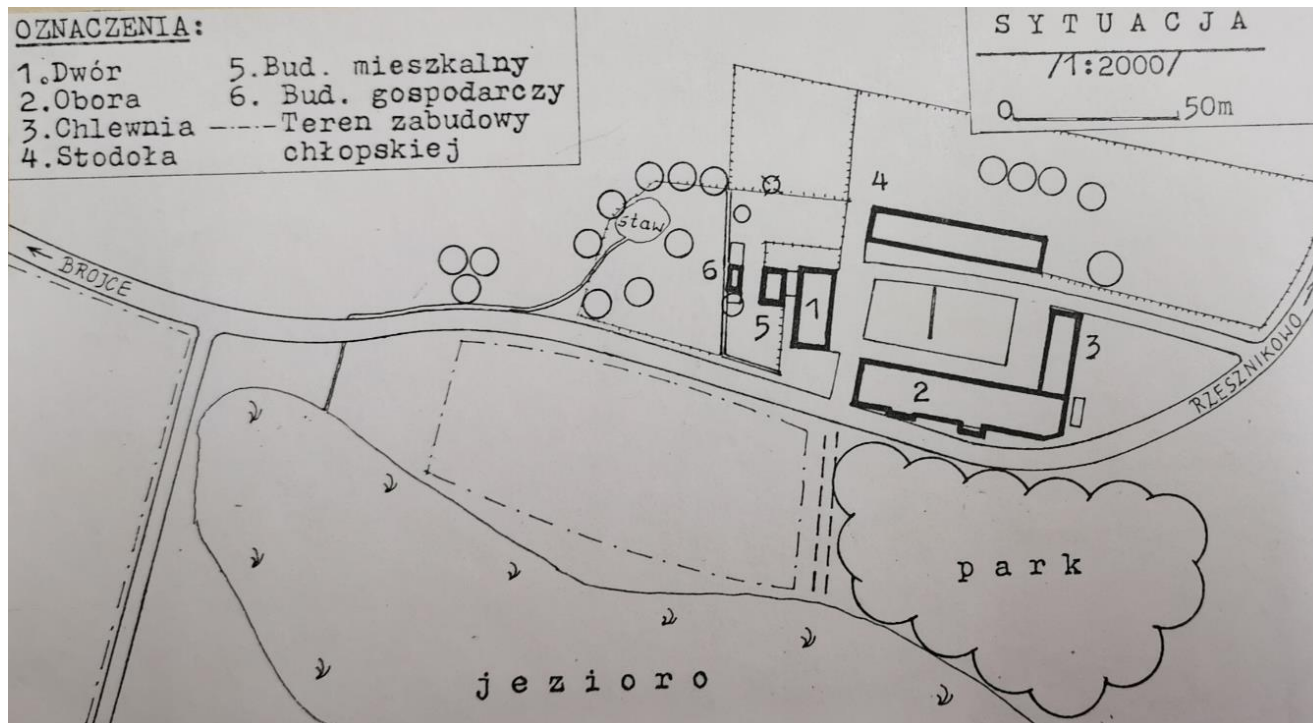 OZNACZENIA:
1.Dwór
2.Obora
3.Chlewnia
4.Stodoła
5.Bud. mieszkalny
6. Bud. gospodarczy
Teren zabudowy
chłopskiej
SYTUACJA
/1:2000/
0 50m
4
staw
BROJCE
6
5
1
3
2
RZESZNIKOWO
park
jezioro